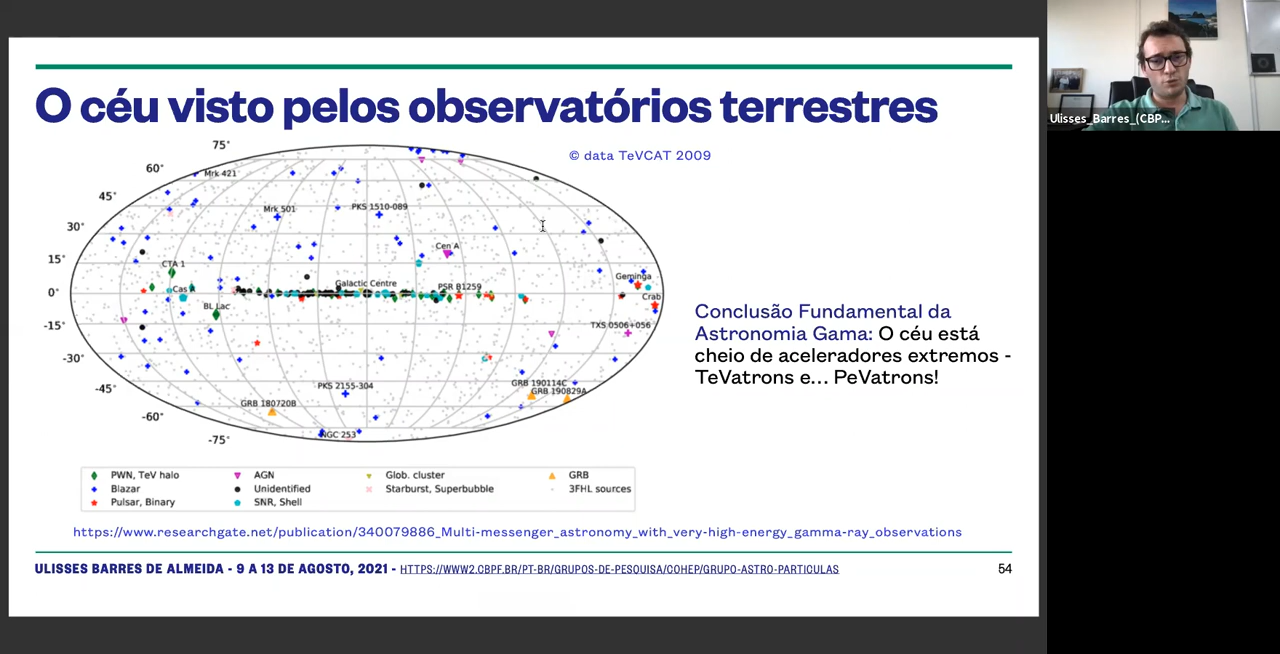 O céu visto pelos observatórios terrestres
© data TeVCAT 2009
75°
60°
45°
30°
15°
0°
-15°
-30°
-45°
-60°
-75°
Mrk 421
Mrk 501
PKS 1510-089
Cen A
CTA 1
Galactic Centre
Geminga
Cas A
PSR B1259
Crab
BL Lac
TXS 0506+056
PKS 2155-304
GRB 190114C
GRB 190829A
GRB 180720B
NGC 253
PWN, TeV halo
Blazar
Pulsar, Binary
AGN
Unidentified
SNR, Shell
Glob. cluster
Starburst, Superbubble
GRB
3FHL sources
Conclusão Fundamental da
Astronomia Gama: O céu está
cheio de aceleradores extremos -
TeVatrons e... PeVatrons!
https://www.researchgate.net/publication/340079886_Multi-messenger_astronomy_with_very-high-energy_gamma-ray_observations
ULISSES BARRES DE ALMEIDA - 9 A 13 DE AGOSTO, 2021 - HTTPS://WWW2.CBPF.BR/PT-BR/GRUPOS-DE-PESQUISA/COHEP/GRUPO-ASTRO-PARTICULAS
54
Ulisses_Barres_(CBP...